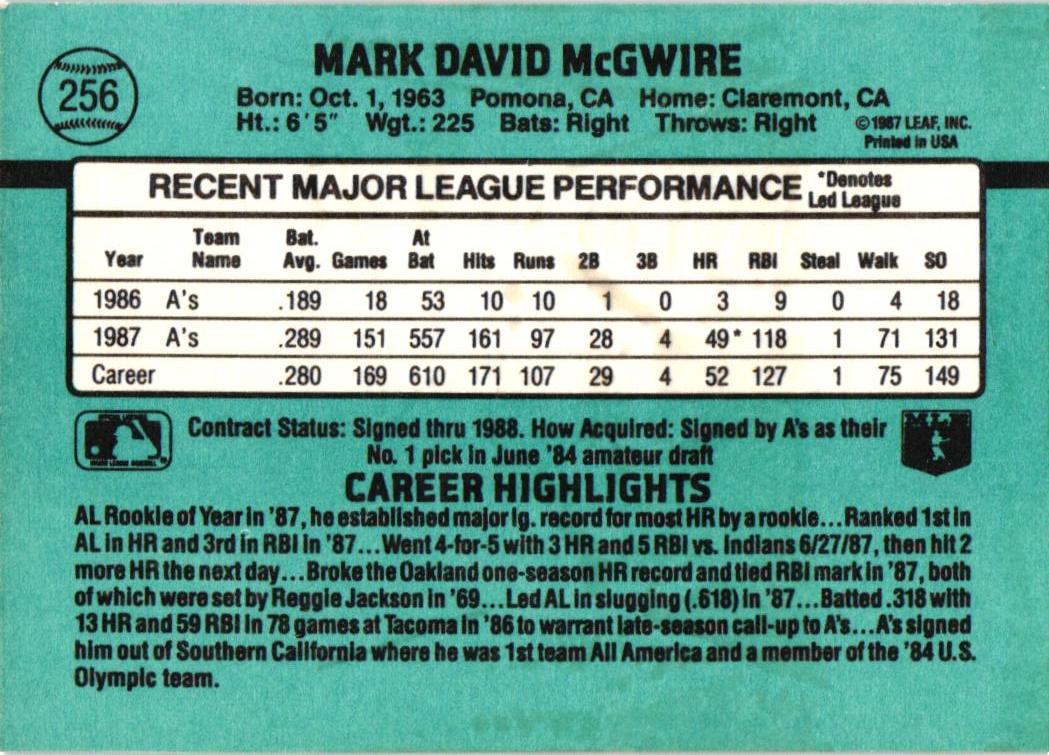 256
MARK DAVID McGWIRE
Born: Oct. 1, 1963 Pomona, CA Home: Claremont, CA
Ht.: 6'5" Wgt.: 225 Bats: Right Throws: Right ©1987 LEAF, INC.
Printed in USA
RECENT MAJOR LEAGUE PERFORMANCE *Denotes
Led League
Year Team Name Bat. Avg. Games At Bat Hits Runs 2B 3B HR RBI Steal Walk SO
1986 A's .189 18 53 10 10 1 0 3 9 0 4 18
1987 A's .289 151 557 161 97 28 4 49* 118 1 71 131
Career .280 169 610 171 107 29 4 52 127 1 75 149
Contract Status: Signed thru 1988. How Acquired: Signed by A's as their
No. 1 pick in June '84 amateur draft
CAREER HIGHLIGHTS
AL Rookie of Year in '87, he established major lg. record for most HR by a rookie...Ranked 1st in
AL in HR and 3rd in RBI in '87...Went 4-for-5 with 3 HR and 5 RBI vs. Indians 6/27/87, then hit 2
more HR the next day...Broke the Oakland one-season HR record and tied RBI mark in '87, both
of which were set by Reggie Jackson in '69...Led AL in slugging (.618) in '87...Batted .318 with
13 HR and 59 RBI in 78 games at Tacoma in '86 to warrant late-season call-up to A's...A's signed
him out of Southern California where he was 1st team All America and a member of the '84 U.S.
Olympic team.